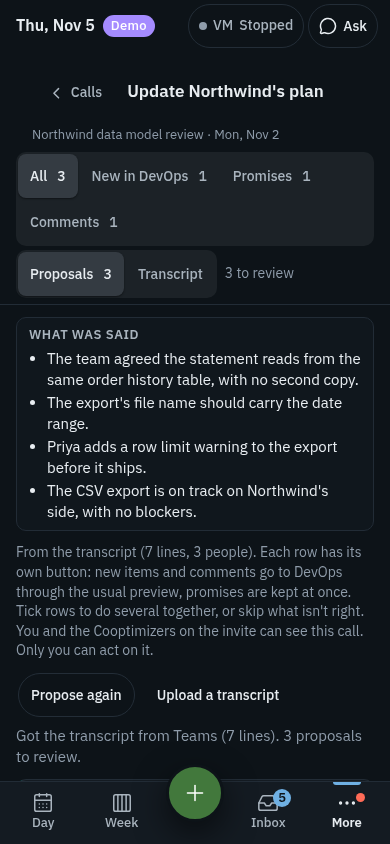 Thu, Nov 5 Demo VM Stopped Ask
Calls Update Northwind's plan
Northwind data model review · Mon, Nov 2
All 3 New in DevOps 1 Promises 1
Comments 1
Proposals 3 Transcript 3 to review
WHAT WAS SAID
• The team agreed the statement reads from the
same order history table, with no second copy.
• The export's file name should carry the date
range.
• Priya adds a row limit warning to the export
before it ships.
• The CSV export is on track on Northwind's
side, with no blockers.
From the transcript (7 lines, 3 people). Each row has its
own button: new items and comments go to DevOps
through the usual preview, promises are kept at once.
Tick rows to do several together, or skip what isn't right.
You and the Cooptimizers on the invite can see this call.
Only you can act on it.
Propose again Upload a transcript
Got the transcript from Teams (7 lines). 3 proposals
to review.
5
Day Week Inbox More